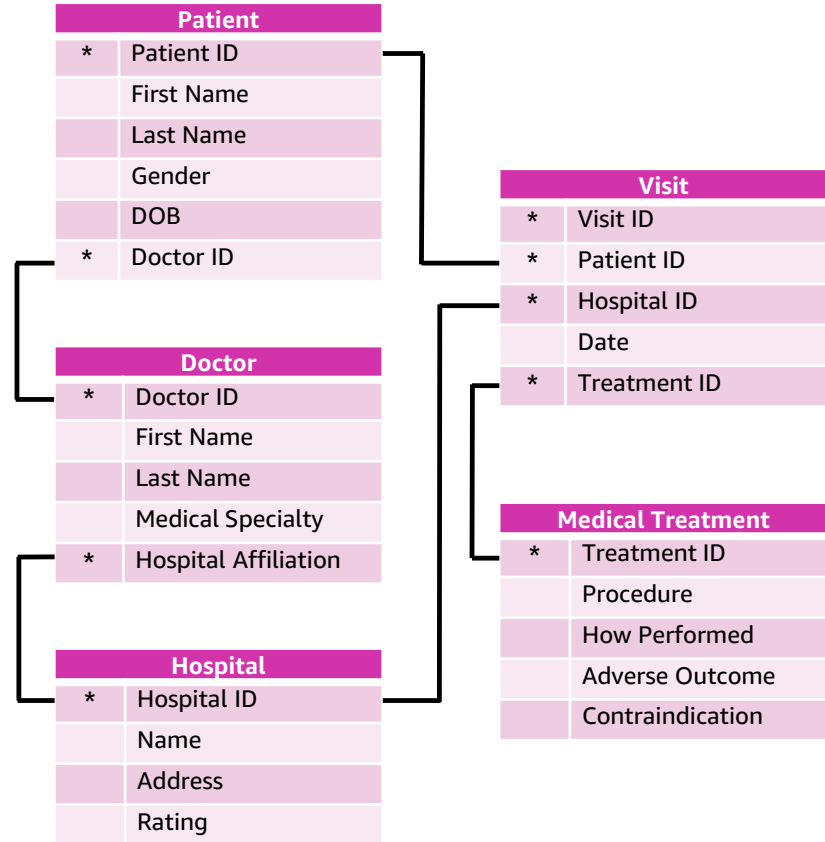 Patient
* Patient ID
First Name
Last Name
Gender
DOB
* Doctor ID
Doctor
* Doctor ID
First Name
Last Name
Medical Specialty
* Hospital Affiliation
Hospital
* Hospital ID
Name
Address
Rating
Visit
* Visit ID
* Patient ID
* Hospital ID
Date
* Treatment ID
Medical Treatment
* Treatment ID
Procedure
How Performed
Adverse Outcome
Contraindication